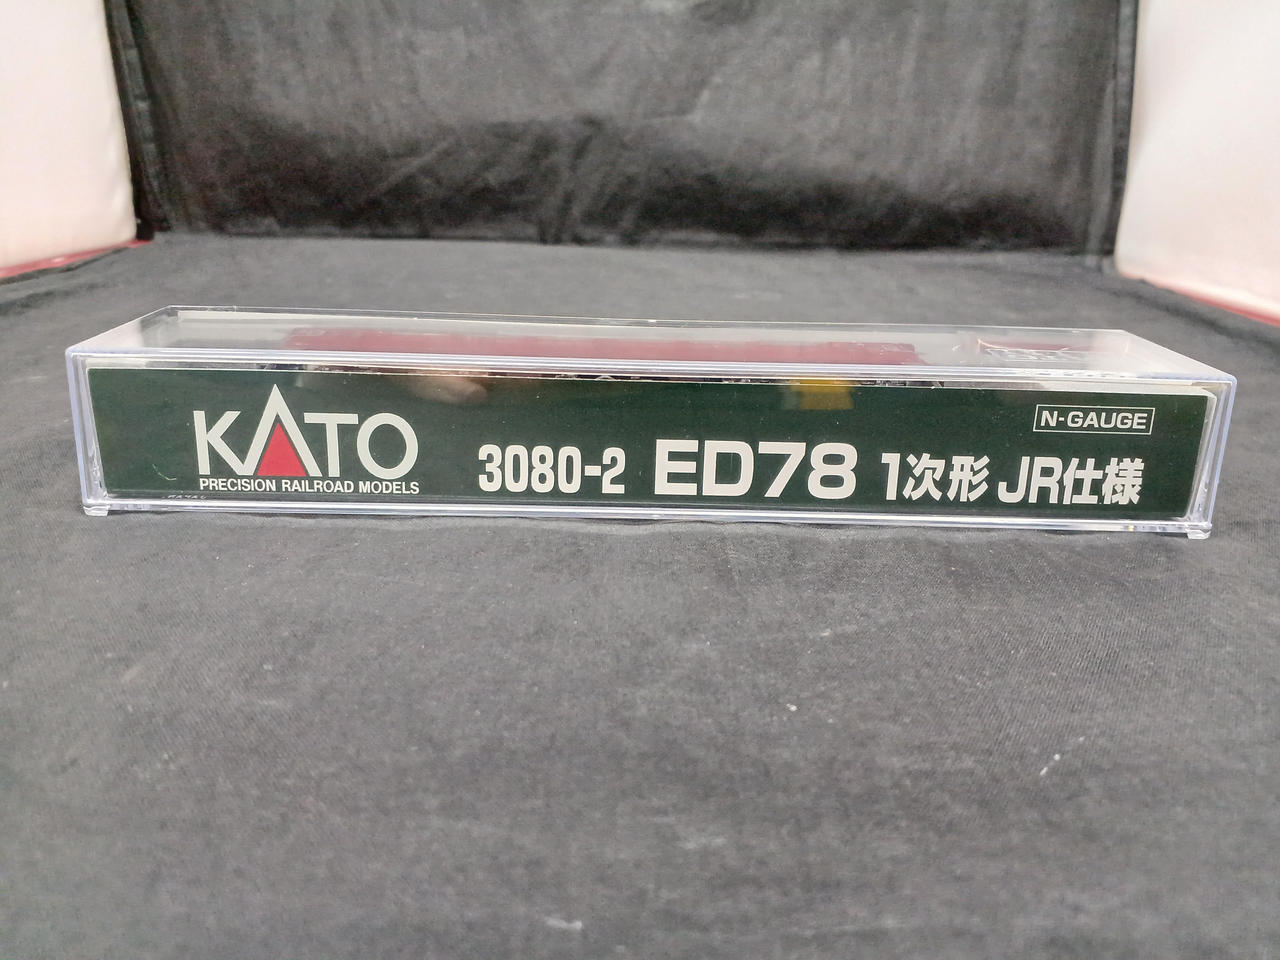 KATO
PRECISION RAILROAD MODELS
3080-2 ED78 1次形 JR仕様
N-GAUGE